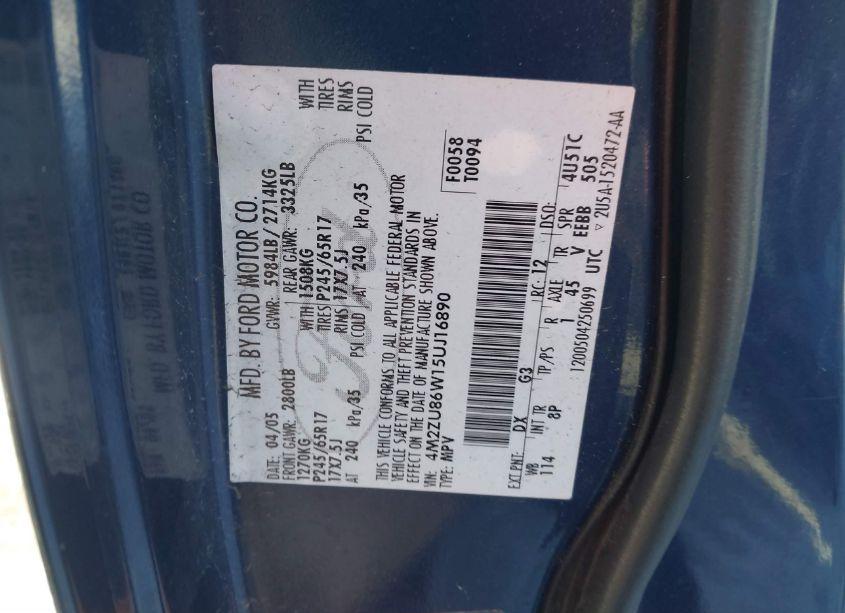 MFD. BY FORD MOTOR CO.
DATE: 04/05 GVWR: 5984LB / 2714KG
FRONT GAWR: 2800LB REAR GAWR: 3325LB
1270KG WITH 1508KG WITH
P245/65R17 TIRES P245/65R17 TIRES
17X7.5J RIMS 17X7.5J RIMS
AT 240 kPa/35 PSI COLD AT 240 kPa/35 PSI COLD
Ford
THIS VEHICLE CONFORMS TO ALL APPLICABLE FEDERAL MOTOR
VEHICLE SAFETY AND THEFT PREVENTION STANDARDS IN
EFFECT ON THE DATE OF MANUFACTURE SHOWN ABOVE.
VIN: 4M2ZU86W15UJ16890
TYPE: MPV
F0058
T0094
EXT PNT: DX G3 RC: 12 DSO:
WB INT TR TP/PS R AXLE TR SPR
114 8P 1 45 V EEBB
4U51C
505
1200504250699 UTC
▽ 2U5A-1520472-AA